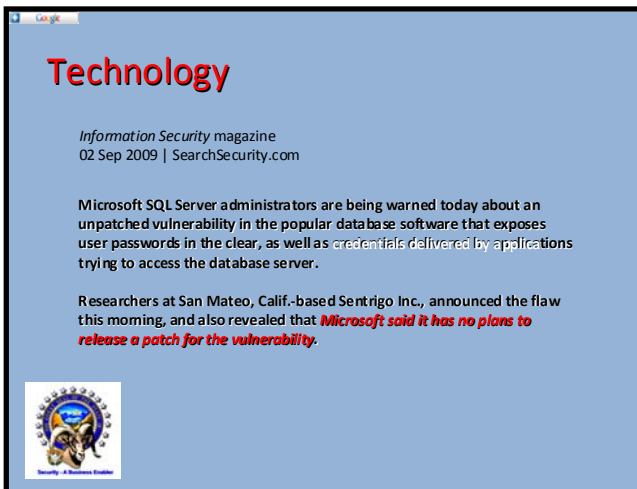 Google
Technology
Information Security magazine
02 Sep 2009 | SearchSecurity.com
Microsoft SQL Server administrators are being warned today about an
unpatched vulnerability in the popular database software that exposes
user passwords in the clear, as well as credentials delivered by applications
trying to access the database server.
Researchers at San Mateo, Calif.-based Sentrigo Inc., announced the flaw
this morning, and also revealed that Microsoft said it has no plans to
release a patch for the vulnerability.
Security - A Business Enabler